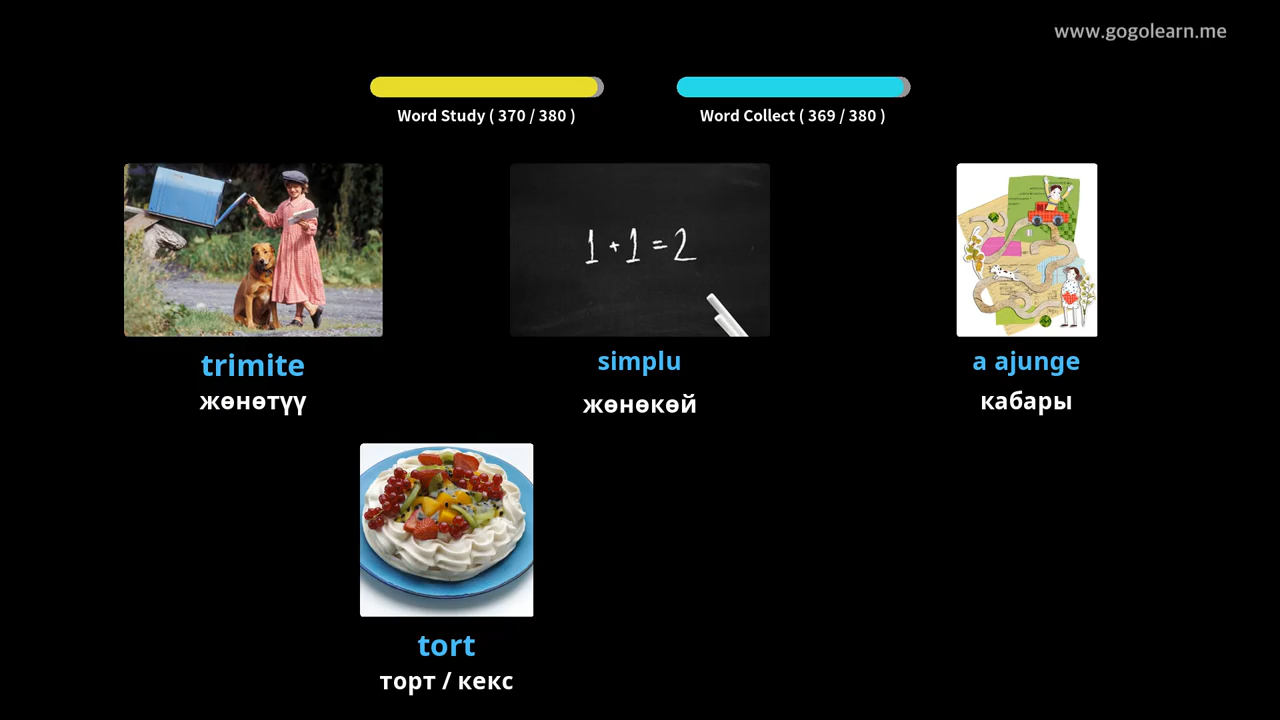 www.gogolearn.me
Word Study ( 370 / 380 )
Word Collect ( 369 / 380 )
1 + 1 = 2
trimite
simplu
a ajunge
жөнөтүү
жөнөкөй
кабары
tort
торт / кекс